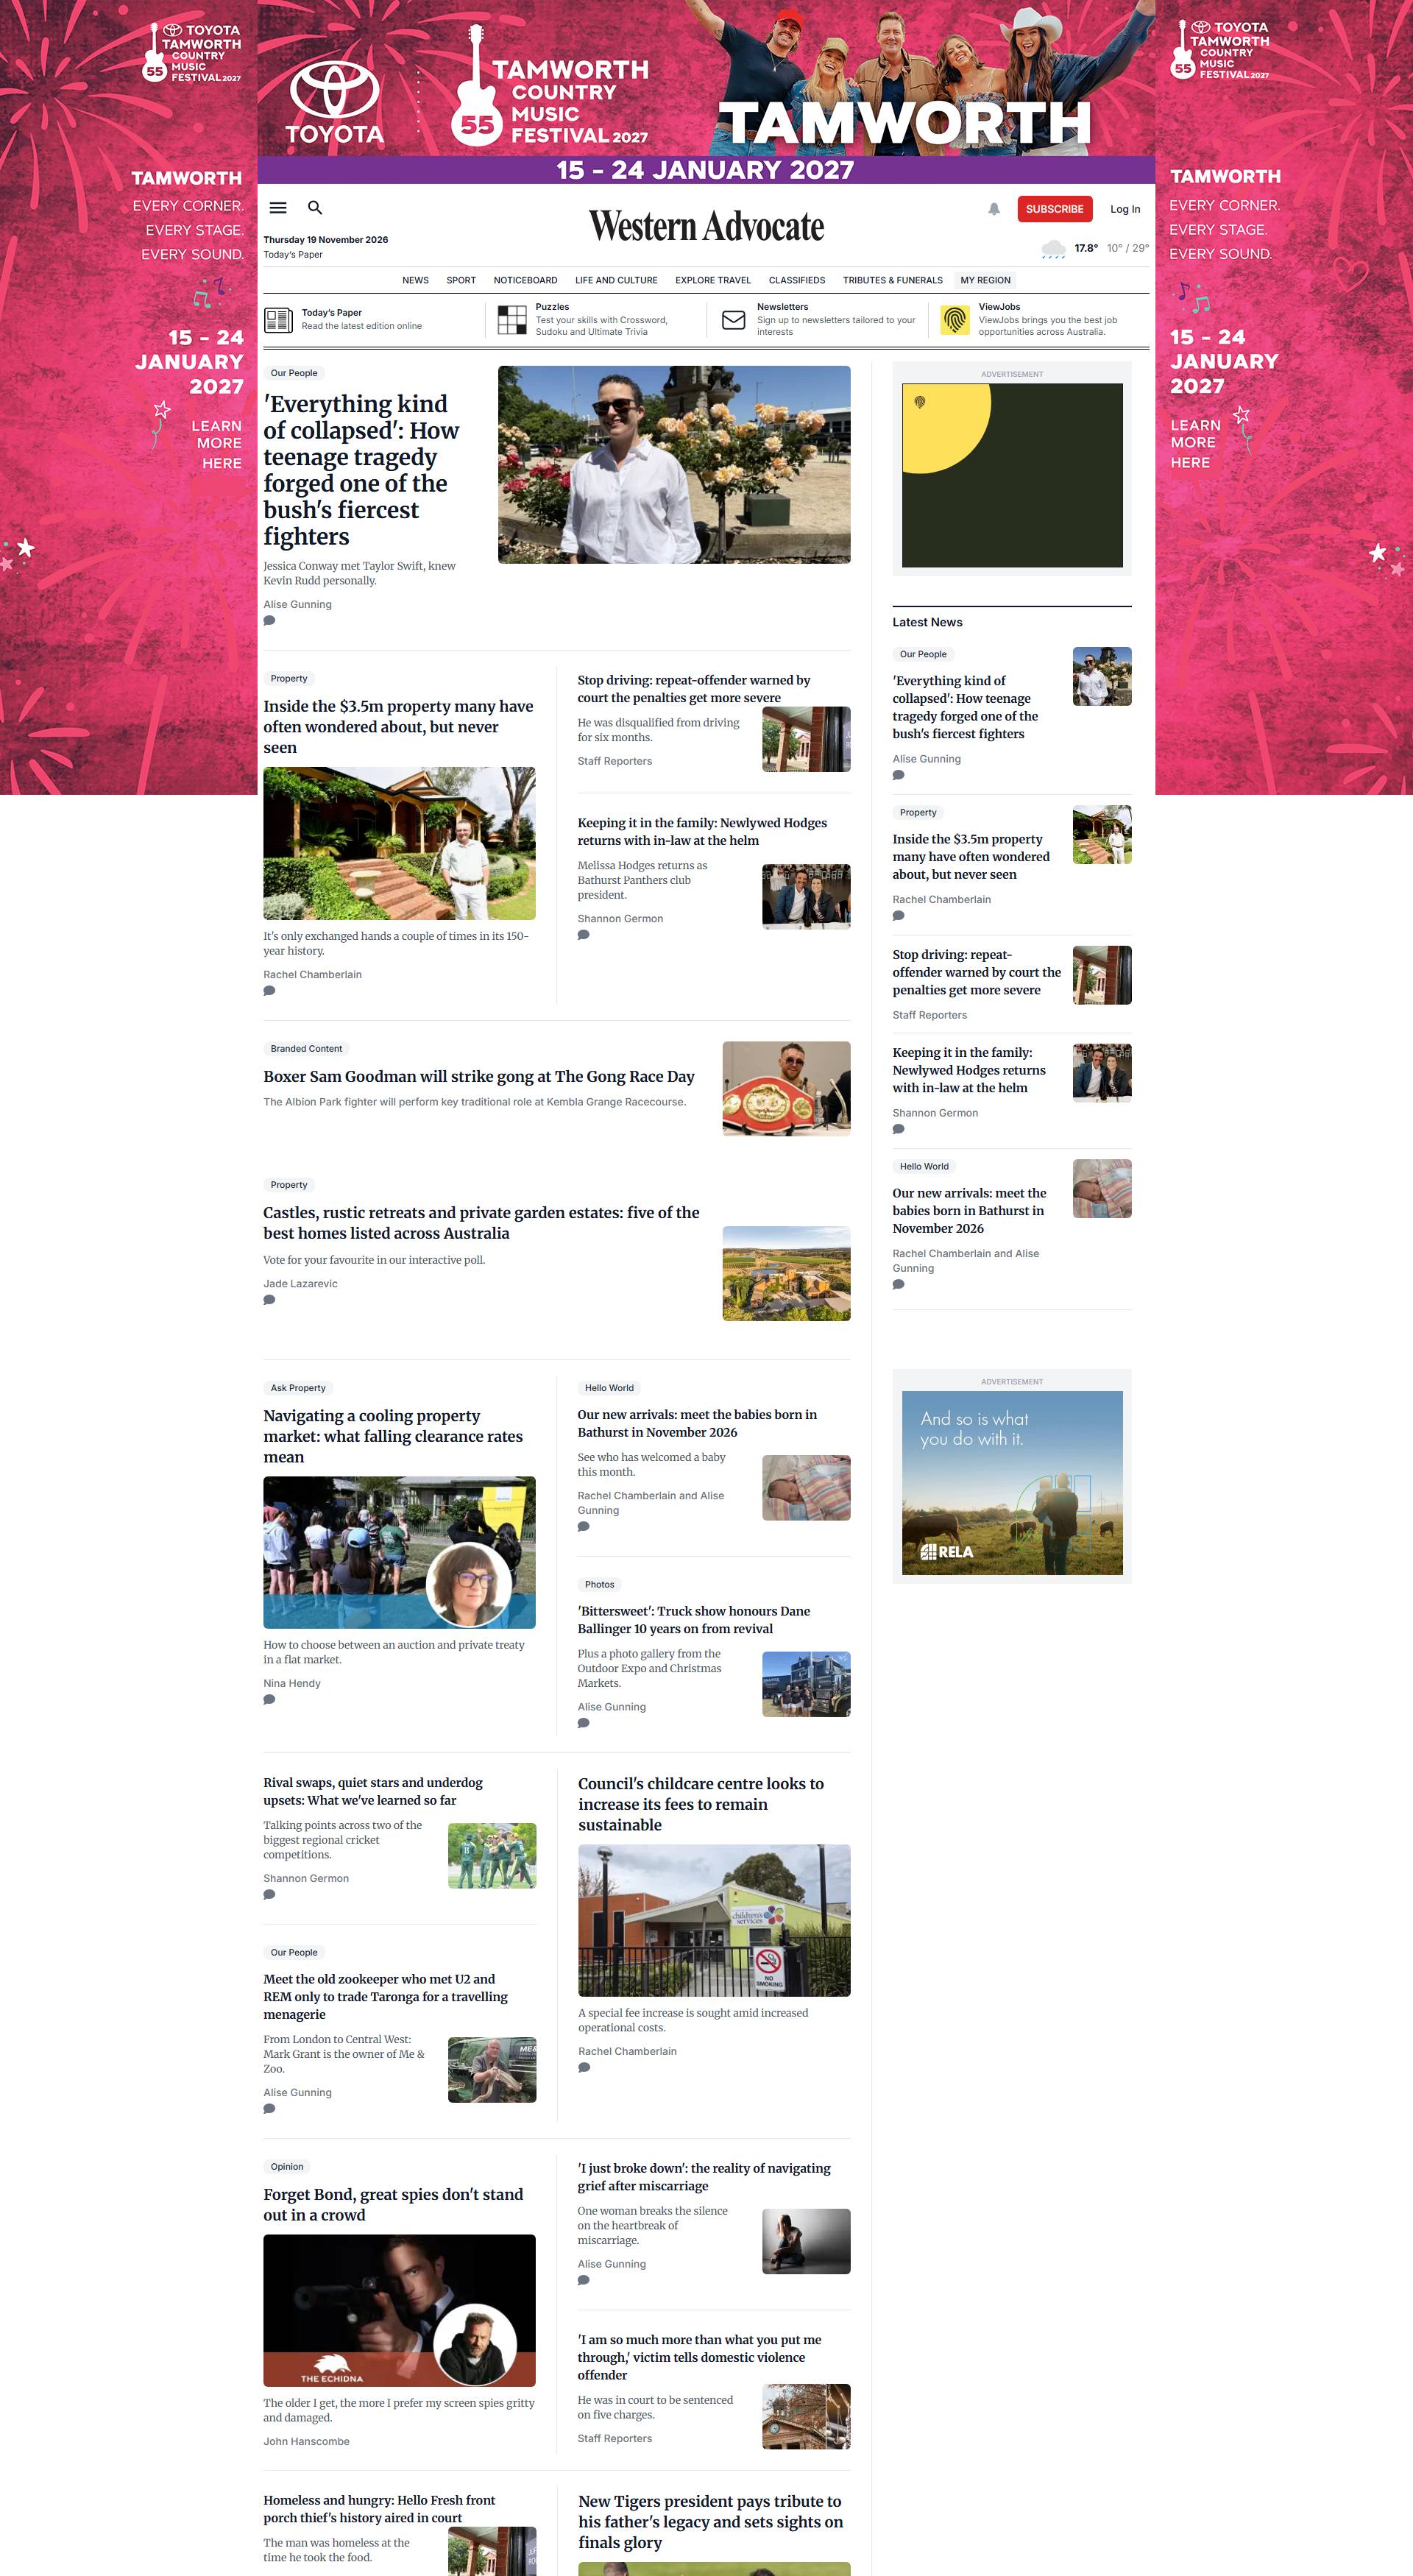 TOYOTA
TAMWORTH
COUNTRY
MUSIC
FESTIVAL 2027
55
TAMWORTH
EVERY CORNER.
EVERY STAGE.
EVERY SOUND.
15 - 24
JANUARY
2027
LEARN
MORE
HERE
TOYOTA
55
TAMWORTH
COUNTRY
MUSIC
FESTIVAL 2027
TAMWORTH
15 - 24 JANUARY 2027
TOYOTA
TAMWORTH
COUNTRY
MUSIC
FESTIVAL 2027
55
TAMWORTH
EVERY CORNER.
EVERY STAGE.
EVERY SOUND.
15 - 24
JANUARY
2027
LEARN
MORE
HERE
Western Advocate
SUBSCRIBE
Log In
Thursday 19 November 2026
Today's Paper
17.8° 10° / 29°
NEWS SPORT NOTICEBOARD LIFE AND CULTURE EXPLORE TRAVEL CLASSIFIEDS TRIBUTES & FUNERALS MY REGION
Today's Paper
Read the latest edition online
Puzzles
Test your skills with Crossword,
Sudoku and Ultimate Trivia
Newsletters
Sign up to newsletters tailored to your
interests
ViewJobs
ViewJobs brings you the best job
opportunities across Australia.
Our People
'Everything kind
of collapsed': How
teenage tragedy
forged one of the
bush's fiercest
fighters
Jessica Conway met Taylor Swift, knew
Kevin Rudd personally.
Alise Gunning
Property
Inside the $3.5m property many have
often wondered about, but never
seen
It's only exchanged hands a couple of times in its 150-
year history.
Rachel Chamberlain
Stop driving: repeat-offender warned by
court the penalties get more severe
He was disqualified from driving
for six months.
Staff Reporters
Keeping it in the family: Newlywed Hodges
returns with in-law at the helm
Melissa Hodges returns as
Bathurst Panthers club
president.
Shannon Germon
Branded Content
Boxer Sam Goodman will strike gong at The Gong Race Day
The Albion Park fighter will perform key traditional role at Kembla Grange Racecourse.
Property
Castles, rustic retreats and private garden estates: five of the
best homes listed across Australia
Vote for your favourite in our interactive poll.
Jade Lazarevic
Ask Property
Navigating a cooling property
market: what falling clearance rates
mean
How to choose between an auction and private treaty
in a flat market.
Nina Hendy
Hello World
Our new arrivals: meet the babies born in
Bathurst in November 2026
See who has welcomed a baby
this month.
Rachel Chamberlain and Alise
Gunning
Photos
'Bittersweet': Truck show honours Dane
Ballinger 10 years on from revival
Plus a photo gallery from the
Outdoor Expo and Christmas
Markets.
Alise Gunning
Rival swaps, quiet stars and underdog
upsets: What we've learned so far
Talking points across two of the
biggest regional cricket
competitions.
Shannon Germon
Our People
Meet the old zookeeper who met U2 and
REM only to trade Taronga for a travelling
menagerie
From London to Central West:
Mark Grant is the owner of Me &
Zoo.
Alise Gunning
Council's childcare centre looks to
increase its fees to remain
sustainable
children's
services
NO
SMOKING
A special fee increase is sought amid increased
operational costs.
Rachel Chamberlain
Opinion
Forget Bond, great spies don't stand
out in a crowd
THE ECHIDNA
The older I get, the more I prefer my screen spies gritty
and damaged.
John Hanscombe
'I just broke down': the reality of navigating
grief after miscarriage
One woman breaks the silence
on the heartbreak of
miscarriage.
Alise Gunning
'I am so much more than what you put me
through,' victim tells domestic violence
offender
He was in court to be sentenced
on five charges.
Staff Reporters
Homeless and hungry: Hello Fresh front
porch thief's history aired in court
The man was homeless at the
time he took the food.
New Tigers president pays tribute to
his father's legacy and sets sights on
finals glory
ADVERTISEMENT
Latest News
Our People
'Everything kind of
collapsed': How teenage
tragedy forged one of the
bush's fiercest fighters
Alise Gunning
Property
Inside the $3.5m property
many have often wondered
about, but never seen
Rachel Chamberlain
Stop driving: repeat-
offender warned by court the
penalties get more severe
Staff Reporters
Keeping it in the family:
Newlywed Hodges returns
with in-law at the helm
Shannon Germon
Hello World
Our new arrivals: meet the
babies born in Bathurst in
November 2026
Rachel Chamberlain and Alise
Gunning
ADVERTISEMENT
And so is what
you do with it.
RELA